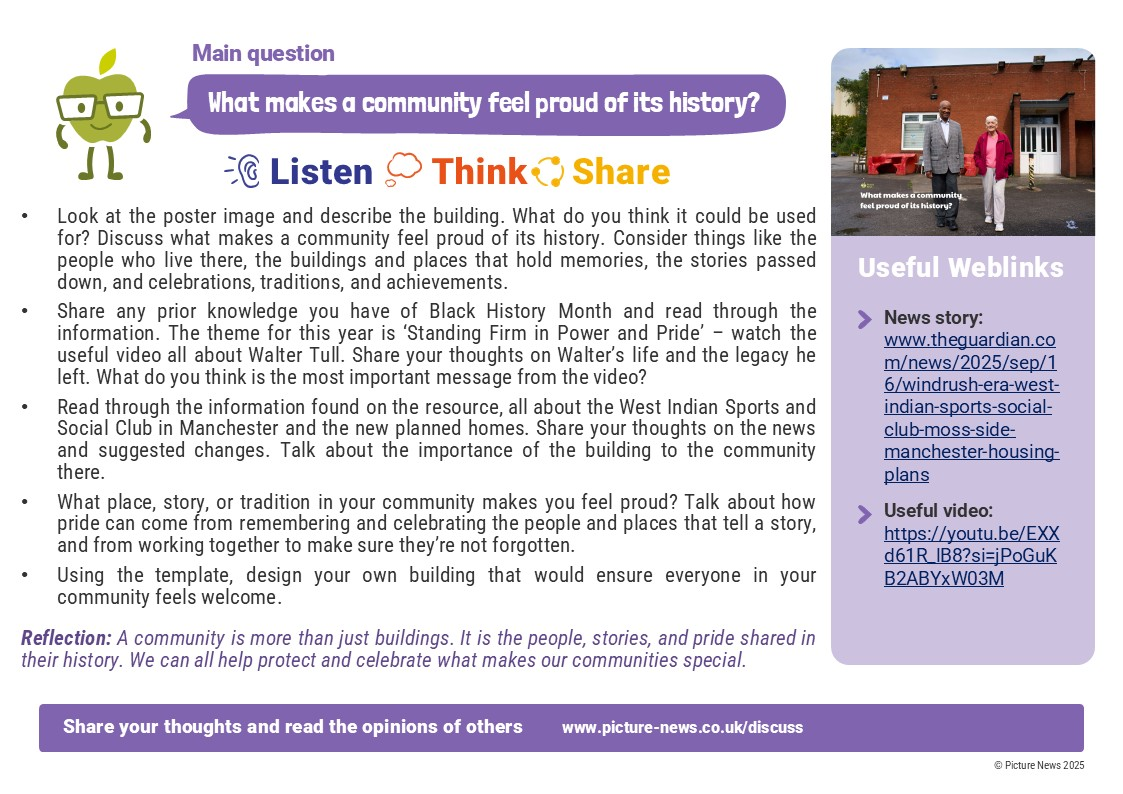 Main question
What makes a community feel proud of its history?
Listen Think Share
• Look at the poster image and describe the building. What do you think it could be used
for? Discuss what makes a community feel proud of its history. Consider things like the
people who live there, the buildings and places that hold memories, the stories passed
down, and celebrations, traditions, and achievements.
• Share any prior knowledge you have of Black History Month and read through the
information. The theme for this year is ‘Standing Firm in Power and Pride’ – watch the
useful video all about Walter Tull. Share your thoughts on Walter’s life and the legacy he
left. What do you think is the most important message from the video?
• Read through the information found on the resource, all about the West Indian Sports and
Social Club in Manchester and the new planned homes. Share your thoughts on the news
and suggested changes. Talk about the importance of the building to the community
there.
• What place, story, or tradition in your community makes you feel proud? Talk about how
pride can come from remembering and celebrating the people and places that tell a story,
and from working together to make sure they’re not forgotten.
• Using the template, design your own building that would ensure everyone in your
community feels welcome.
Reflection: A community is more than just buildings. It is the people, stories, and pride shared in
their history. We can all help protect and celebrate what makes our communities special.
What makes a community
feel proud of its history?
Useful Weblinks
News story:
www.theguardian.co
m/news/2025/sep/1
6/windrush-era-west-
indian-sports-social-
club-moss-side-
manchester-housing-
plans
Useful video:
https://youtu.be/EXX
d61R_lB8?si=jPoGuK
B2ABYxW03M
Share your thoughts and read the opinions of others www.picture-news.co.uk/discuss
© Picture News 2025